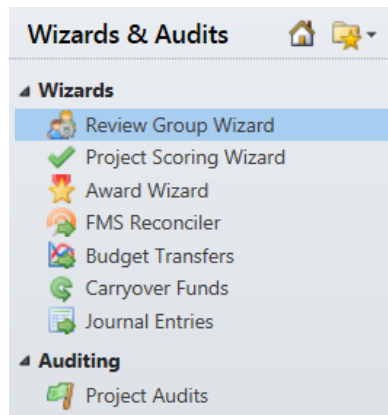 Wizards & Audits
Wizards
Review Group Wizard
Project Scoring Wizard
Award Wizard
FMS Reconciler
Budget Transfers
Carryover Funds
Journal Entries
Auditing
Project Audits